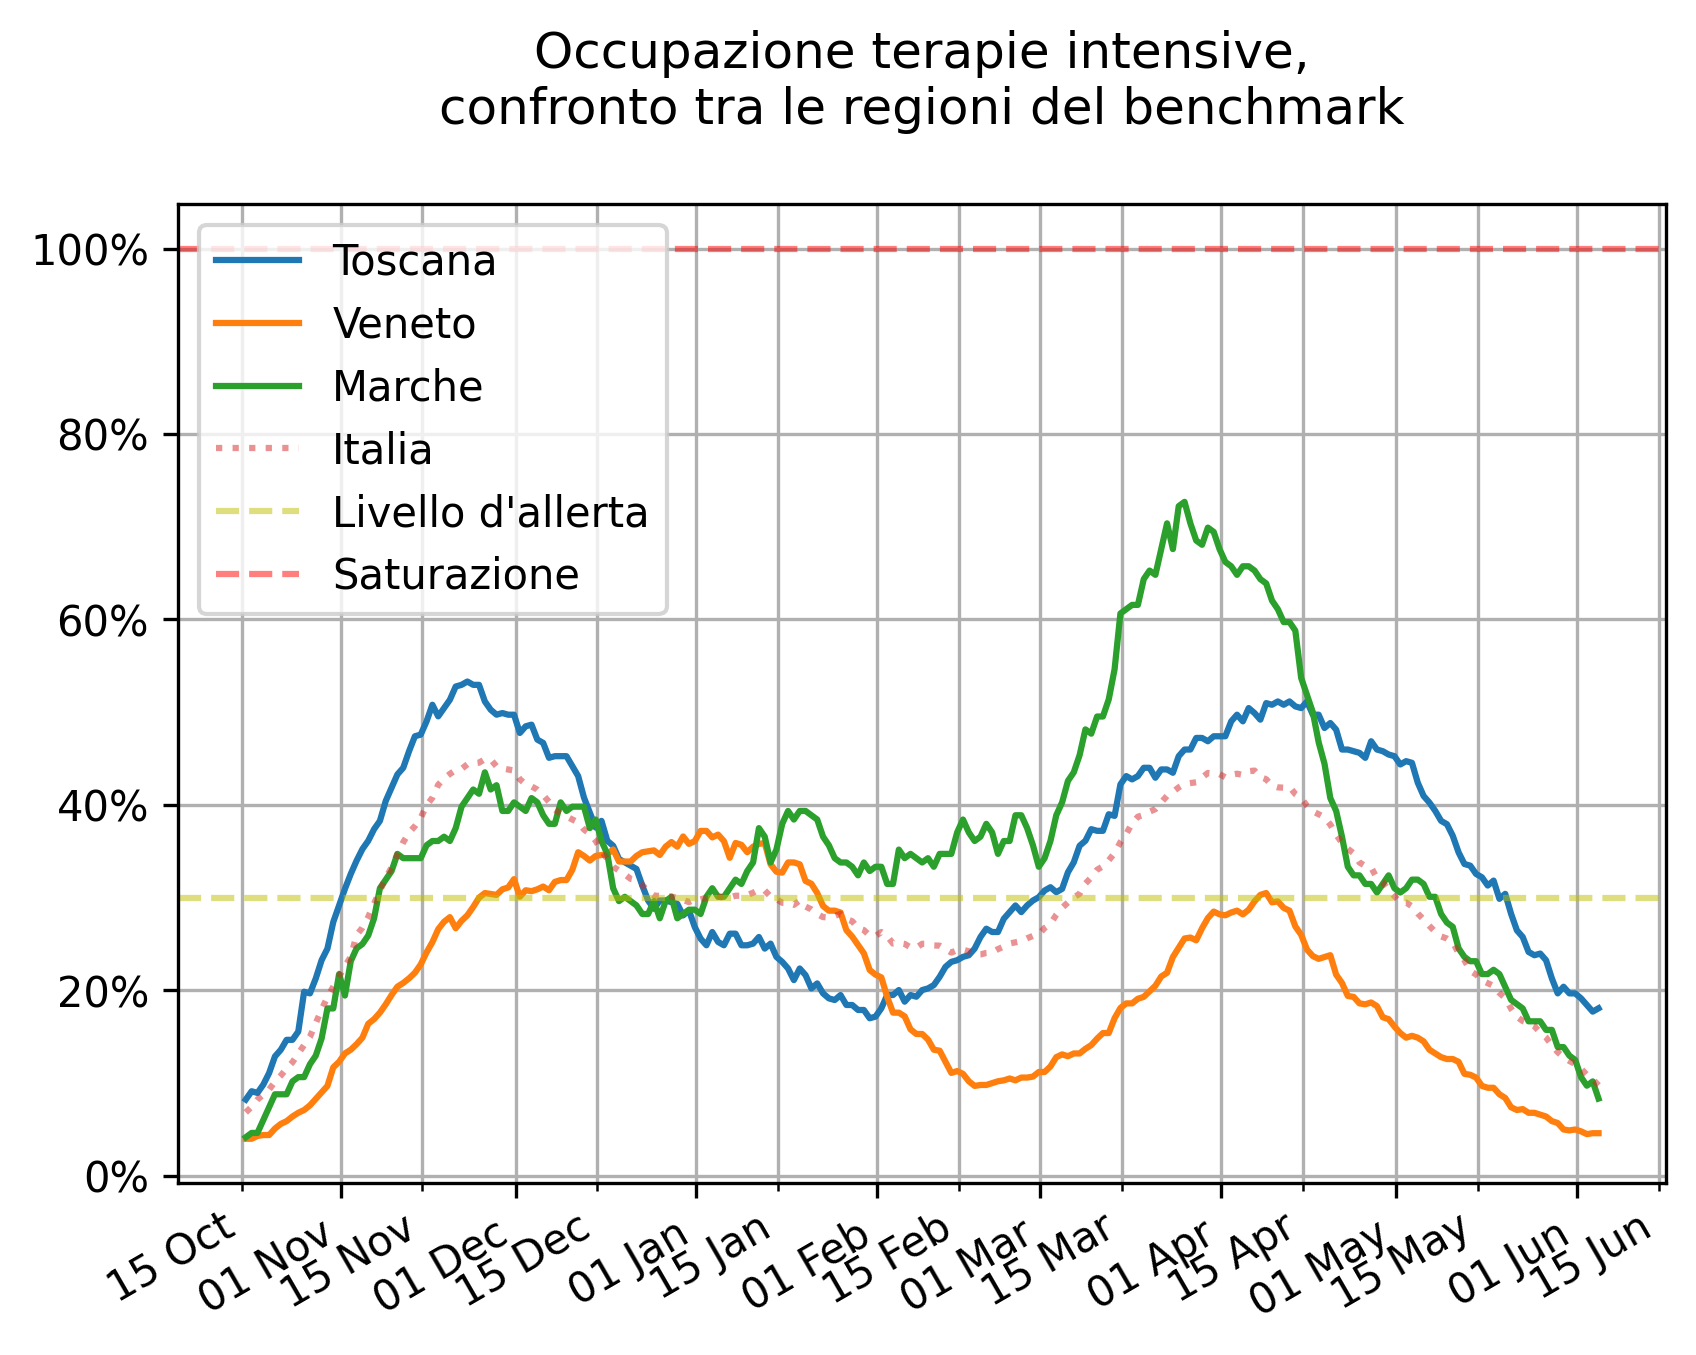 Occupazione terapie intensive,
confronto tra le regioni del benchmark
100%
80%
60%
40%
20%
0%
Toscana
Veneto
Marche
Italia
Livello d'allerta
Saturazione
15 Oct
01 Nov
15 Nov
01 Dec
15 Dec
01 Jan
15 Jan
01 Feb
15 Feb
01 Mar
15 Mar
01 Apr
15 Apr
01 May
15 May
01 Jun
15 Jun